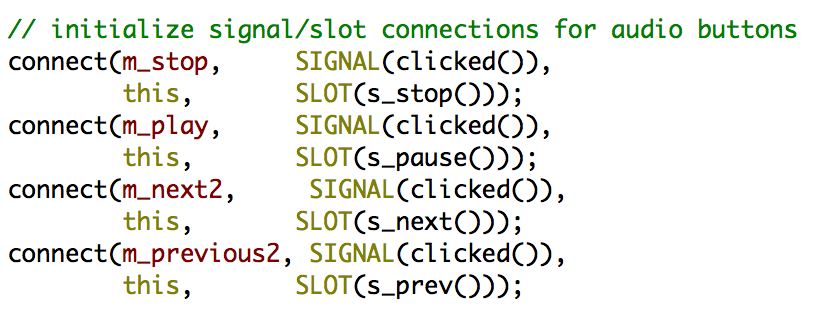 // initialize signal/slot connections for audio buttons
connect(m_stop,     SIGNAL(clicked()),
        this,       SLOT(s_stop()));
connect(m_play,     SIGNAL(clicked()),
        this,       SLOT(s_pause()));
connect(m_next2,     SIGNAL(clicked()),
        this,       SLOT(s_next()));
connect(m_previous2, SIGNAL(clicked()),
        this,       SLOT(s_prev()));